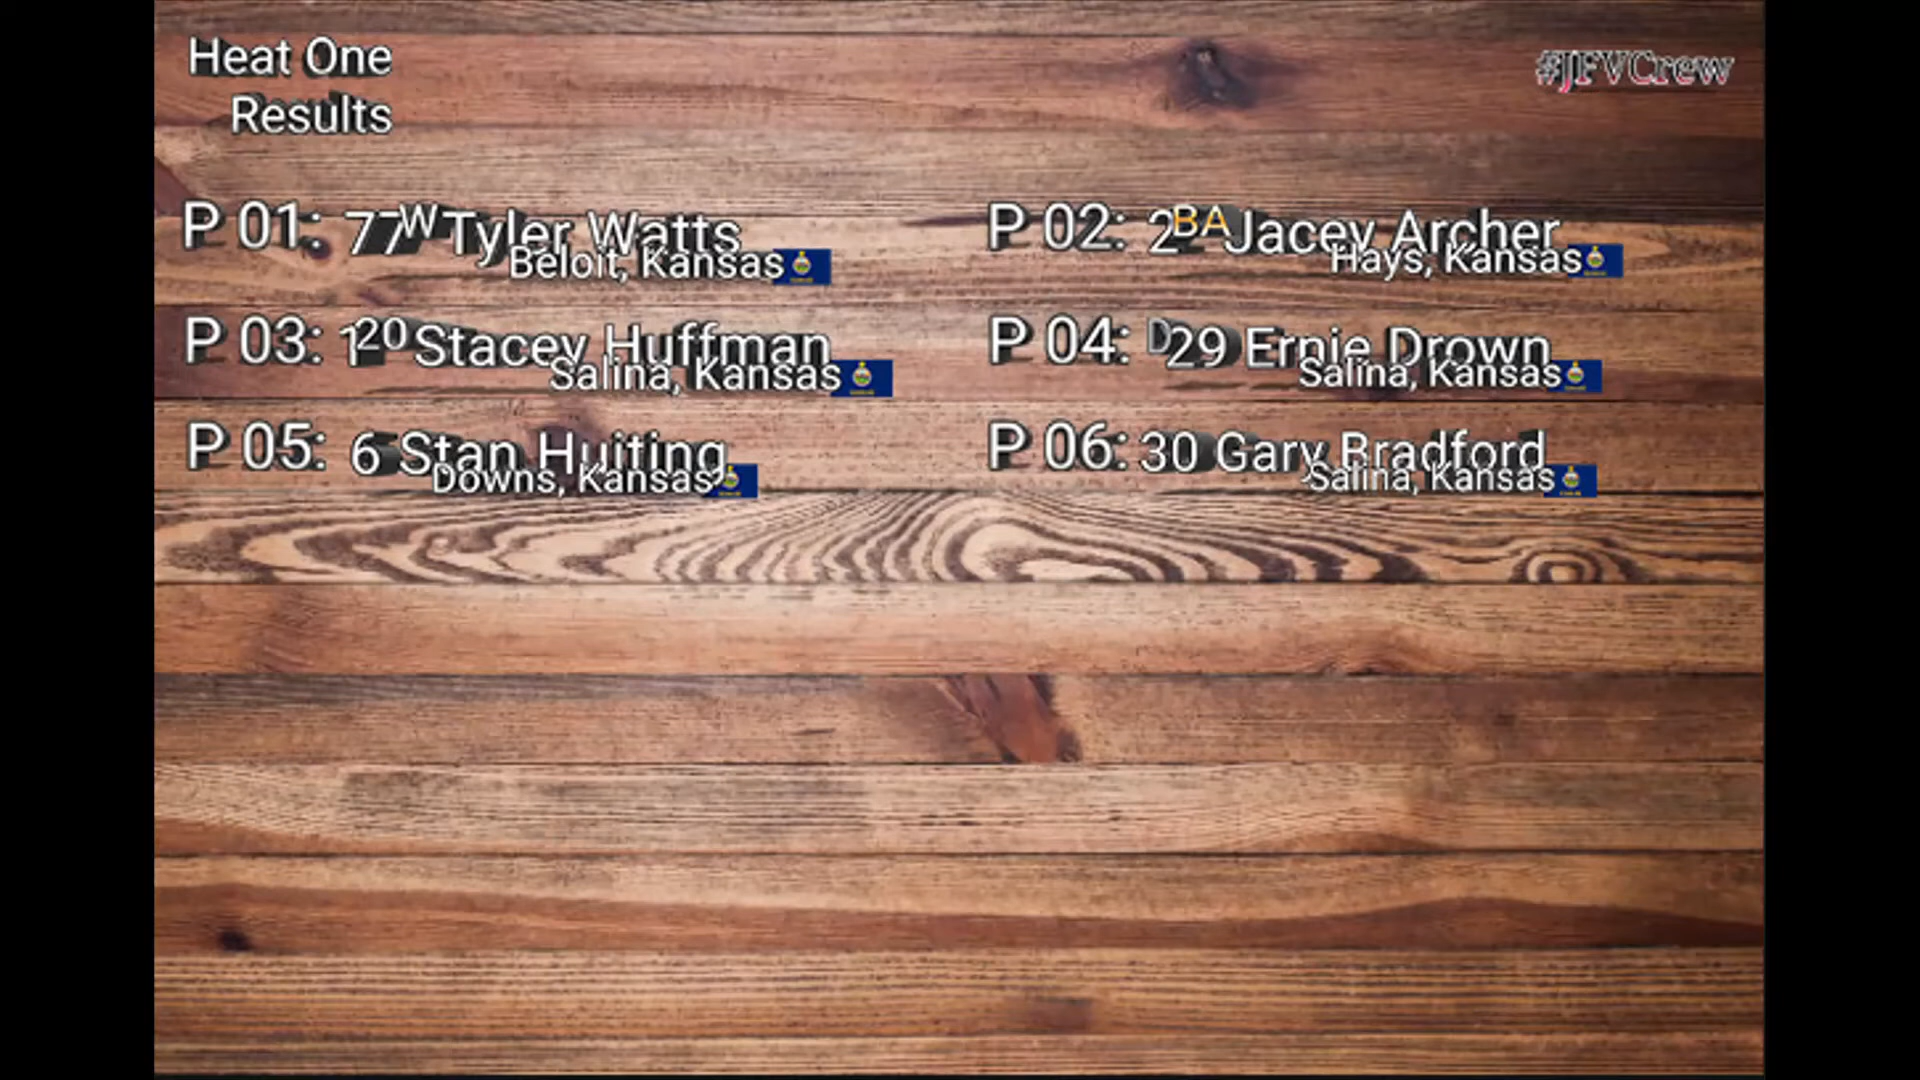 Heat One
Results
#JFVCrew
P 01: 77W Tyler Watts
Beloit, Kansas
P 02: 2BA Jacey Archer
Hays, Kansas
P 03: 120 Stacey Huffman
Salina, Kansas
P 04: D29 Ernie Drown
Salina, Kansas
P 05: 6 Stan Huiting
Downs, Kansas
P 06: 30 Gary Bradford
Salina, Kansas